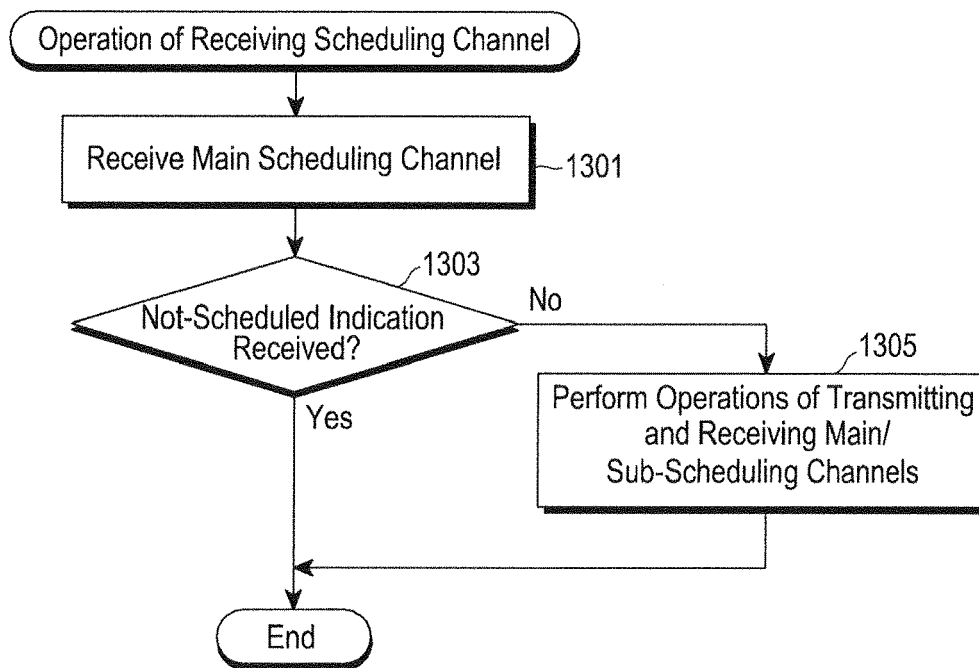 Operation of Receiving Scheduling Channel
Receive Main Scheduling Channel
1301
1303
Not-Scheduled Indication
Received?
No
Yes
1305
Perform Operations of Transmitting
and Receiving Main/
Sub-Scheduling Channels
End